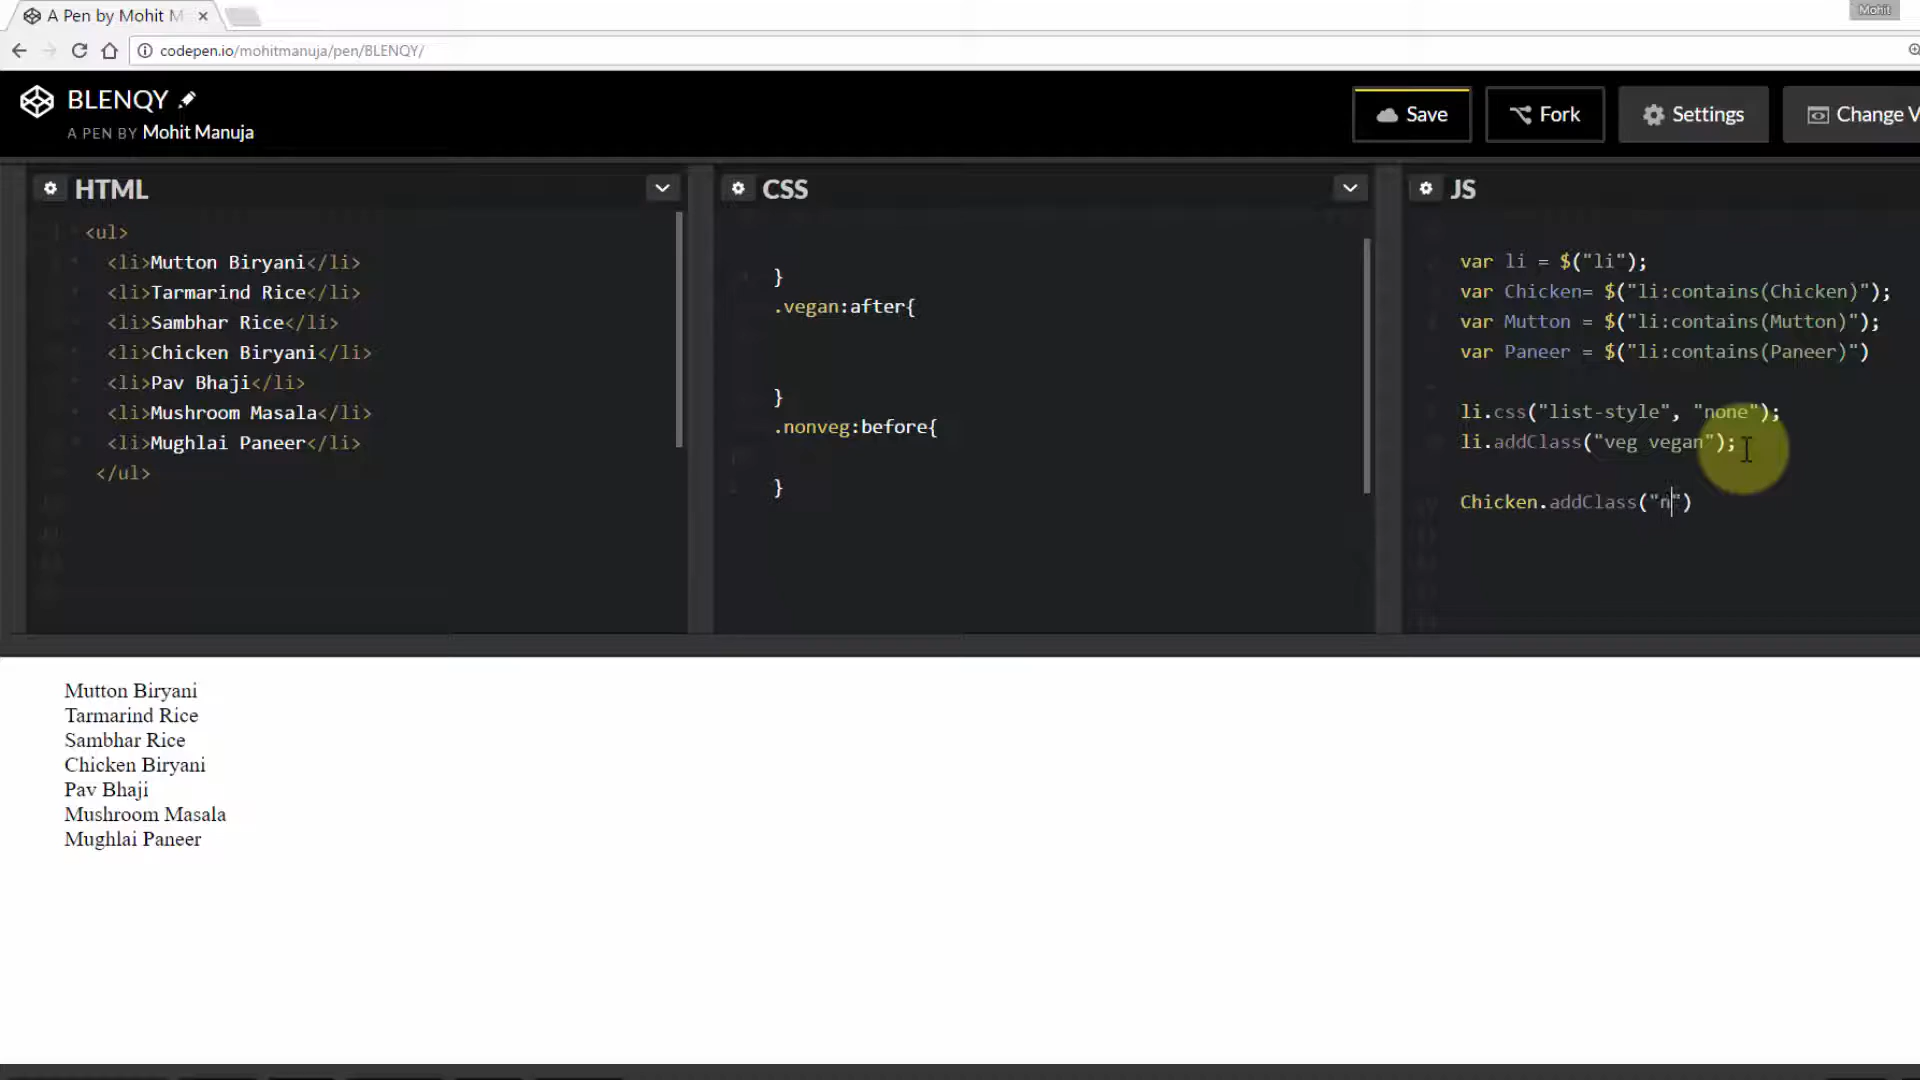 A Pen by Mohit M
Mohit
codepen.io/mohitmanuja/pen/BLENQY/
BLENQY
A PEN BY Mohit Manuja
Save
Fork
Settings
Change V
HTML
<ul>
<li>Mutton Biryani</li>
<li>Tarmarind Rice</li>
<li>Sambhar Rice</li>
<li>Chicken Biryani</li>
<li>Pav Bhaji</li>
<li>Mushroom Masala</li>
<li>Mughlai Paneer</li>
</ul>
CSS
}
.vegan:after{
}
.nonveg:before{
}
JS
var li = $("li");
var Chicken= $("li:contains(Chicken)");
var Mutton = $("li:contains(Mutton)");
var Paneer = $("li:contains(Paneer)")
li.css("list-style", "none");
li.addClass("veg vegan");
Chicken.addClass("n")
Mutton Biryani
Tarmarind Rice
Sambhar Rice
Chicken Biryani
Pav Bhaji
Mushroom Masala
Mughlai Paneer